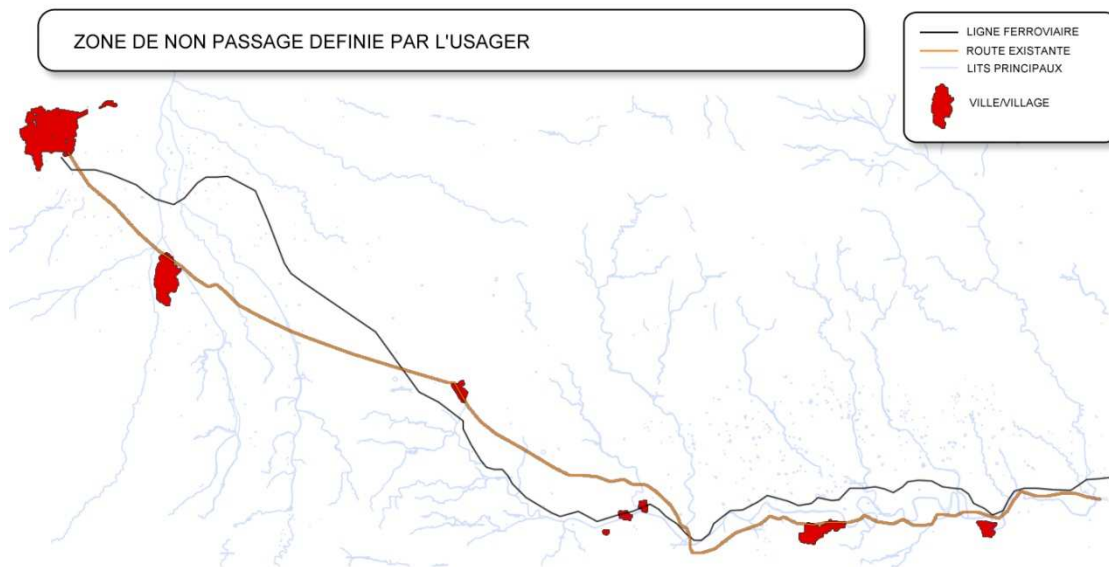 ZONE DE NON PASSAGE DEFINIE PAR L'USAGER
LIGNE FERROVIAIRE
ROUTE EXISTANTE
LITS PRINCIPAUX
VILLE/VILLAGE